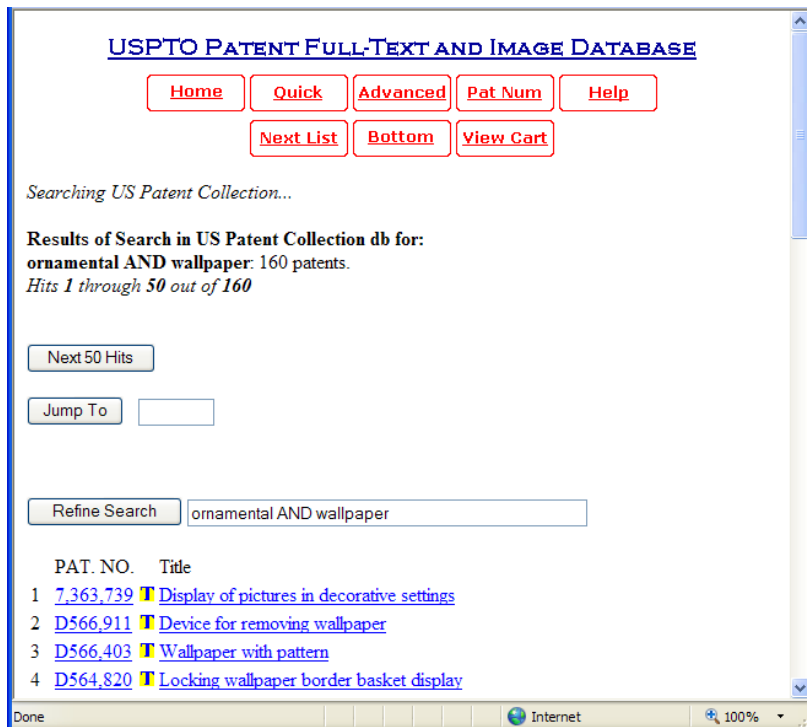 USPTO PATENT FULL-TEXT AND IMAGE DATABASE
Home Quick Advanced Pat Num Help
Next List Bottom View Cart
Searching US Patent Collection...
Results of Search in US Patent Collection db for:
ornamental AND wallpaper: 160 patents.
Hits 1 through 50 out of 160
Next 50 Hits
Jump To
Refine Search ornamental AND wallpaper
PAT. NO. Title
1 7,363,739 T Display of pictures in decorative settings
2 D566,911 T Device for removing wallpaper
3 D566,403 T Wallpaper with pattern
4 D564,820 T Locking wallpaper border basket display
Done Internet 100%